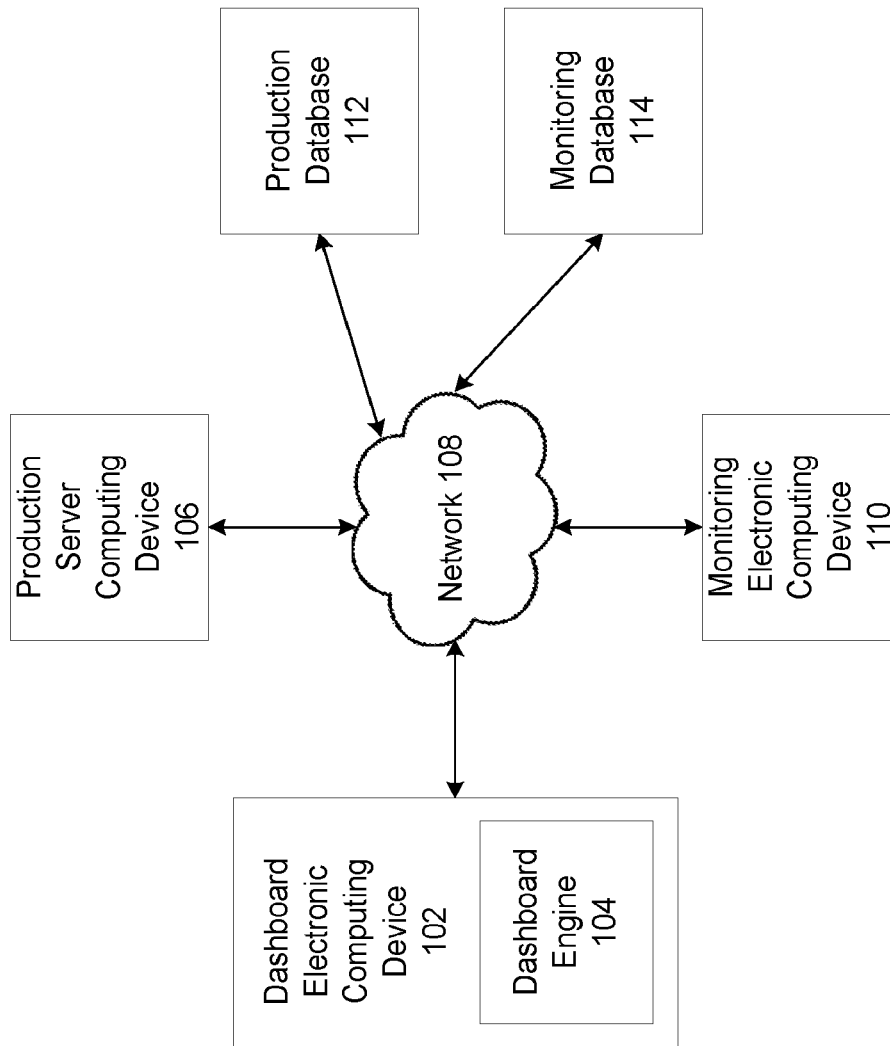 Dashboard
Electronic
Computing
Device
102
Dashboard
Engine
104
Production
Server
Computing
Device
106
Network 108
Monitoring
Electronic
Computing
Device
110
Production
Database
112
Monitoring
Database
114